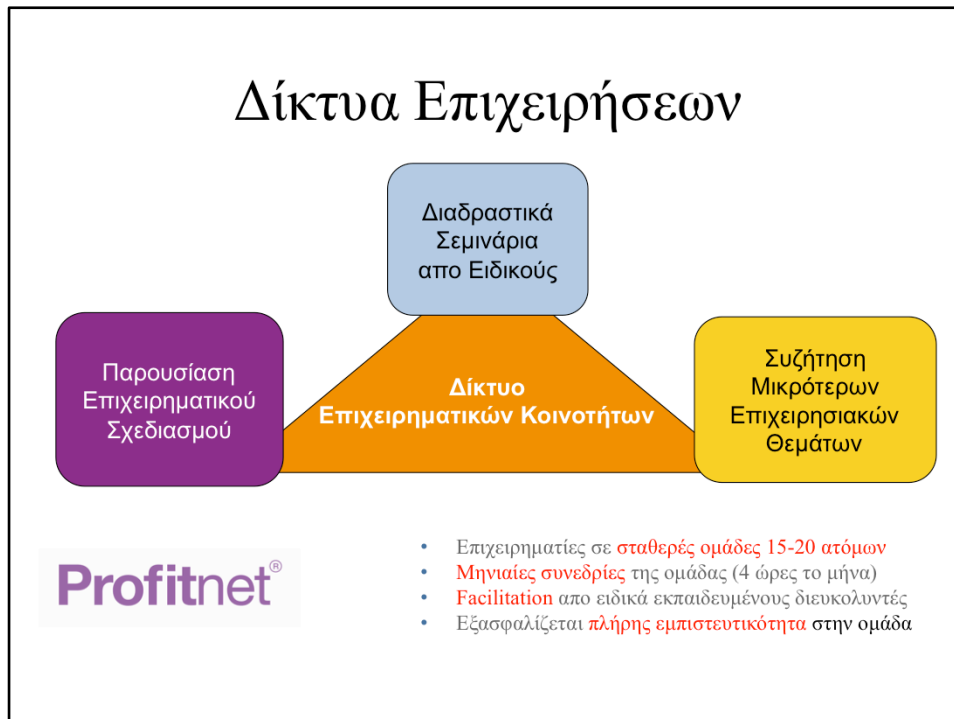 Δίκτυα Επιχειρήσεων
Διαδραστικά
Σεμινάρια
απο Ειδικούς
Παρουσίαση
Επιχειρηματικού
Σχεδιασμού
Δίκτυο
Επιχειρηματικών Κοινοτήτων
Συζήτηση
Μικρότερων
Επιχειρησιακών
Θεμάτων
Profitnet®
• Επιχειρηματίες σε σταθερές ομάδες 15-20 ατόμων
• Μηνιαίες συνεδρίες της ομάδας (4 ώρες το μήνα)
• Facilitation απο ειδικά εκπαιδευμένους διευκολυντές
• Εξασφαλίζεται πλήρης εμπιστευτικότητα στην ομάδα